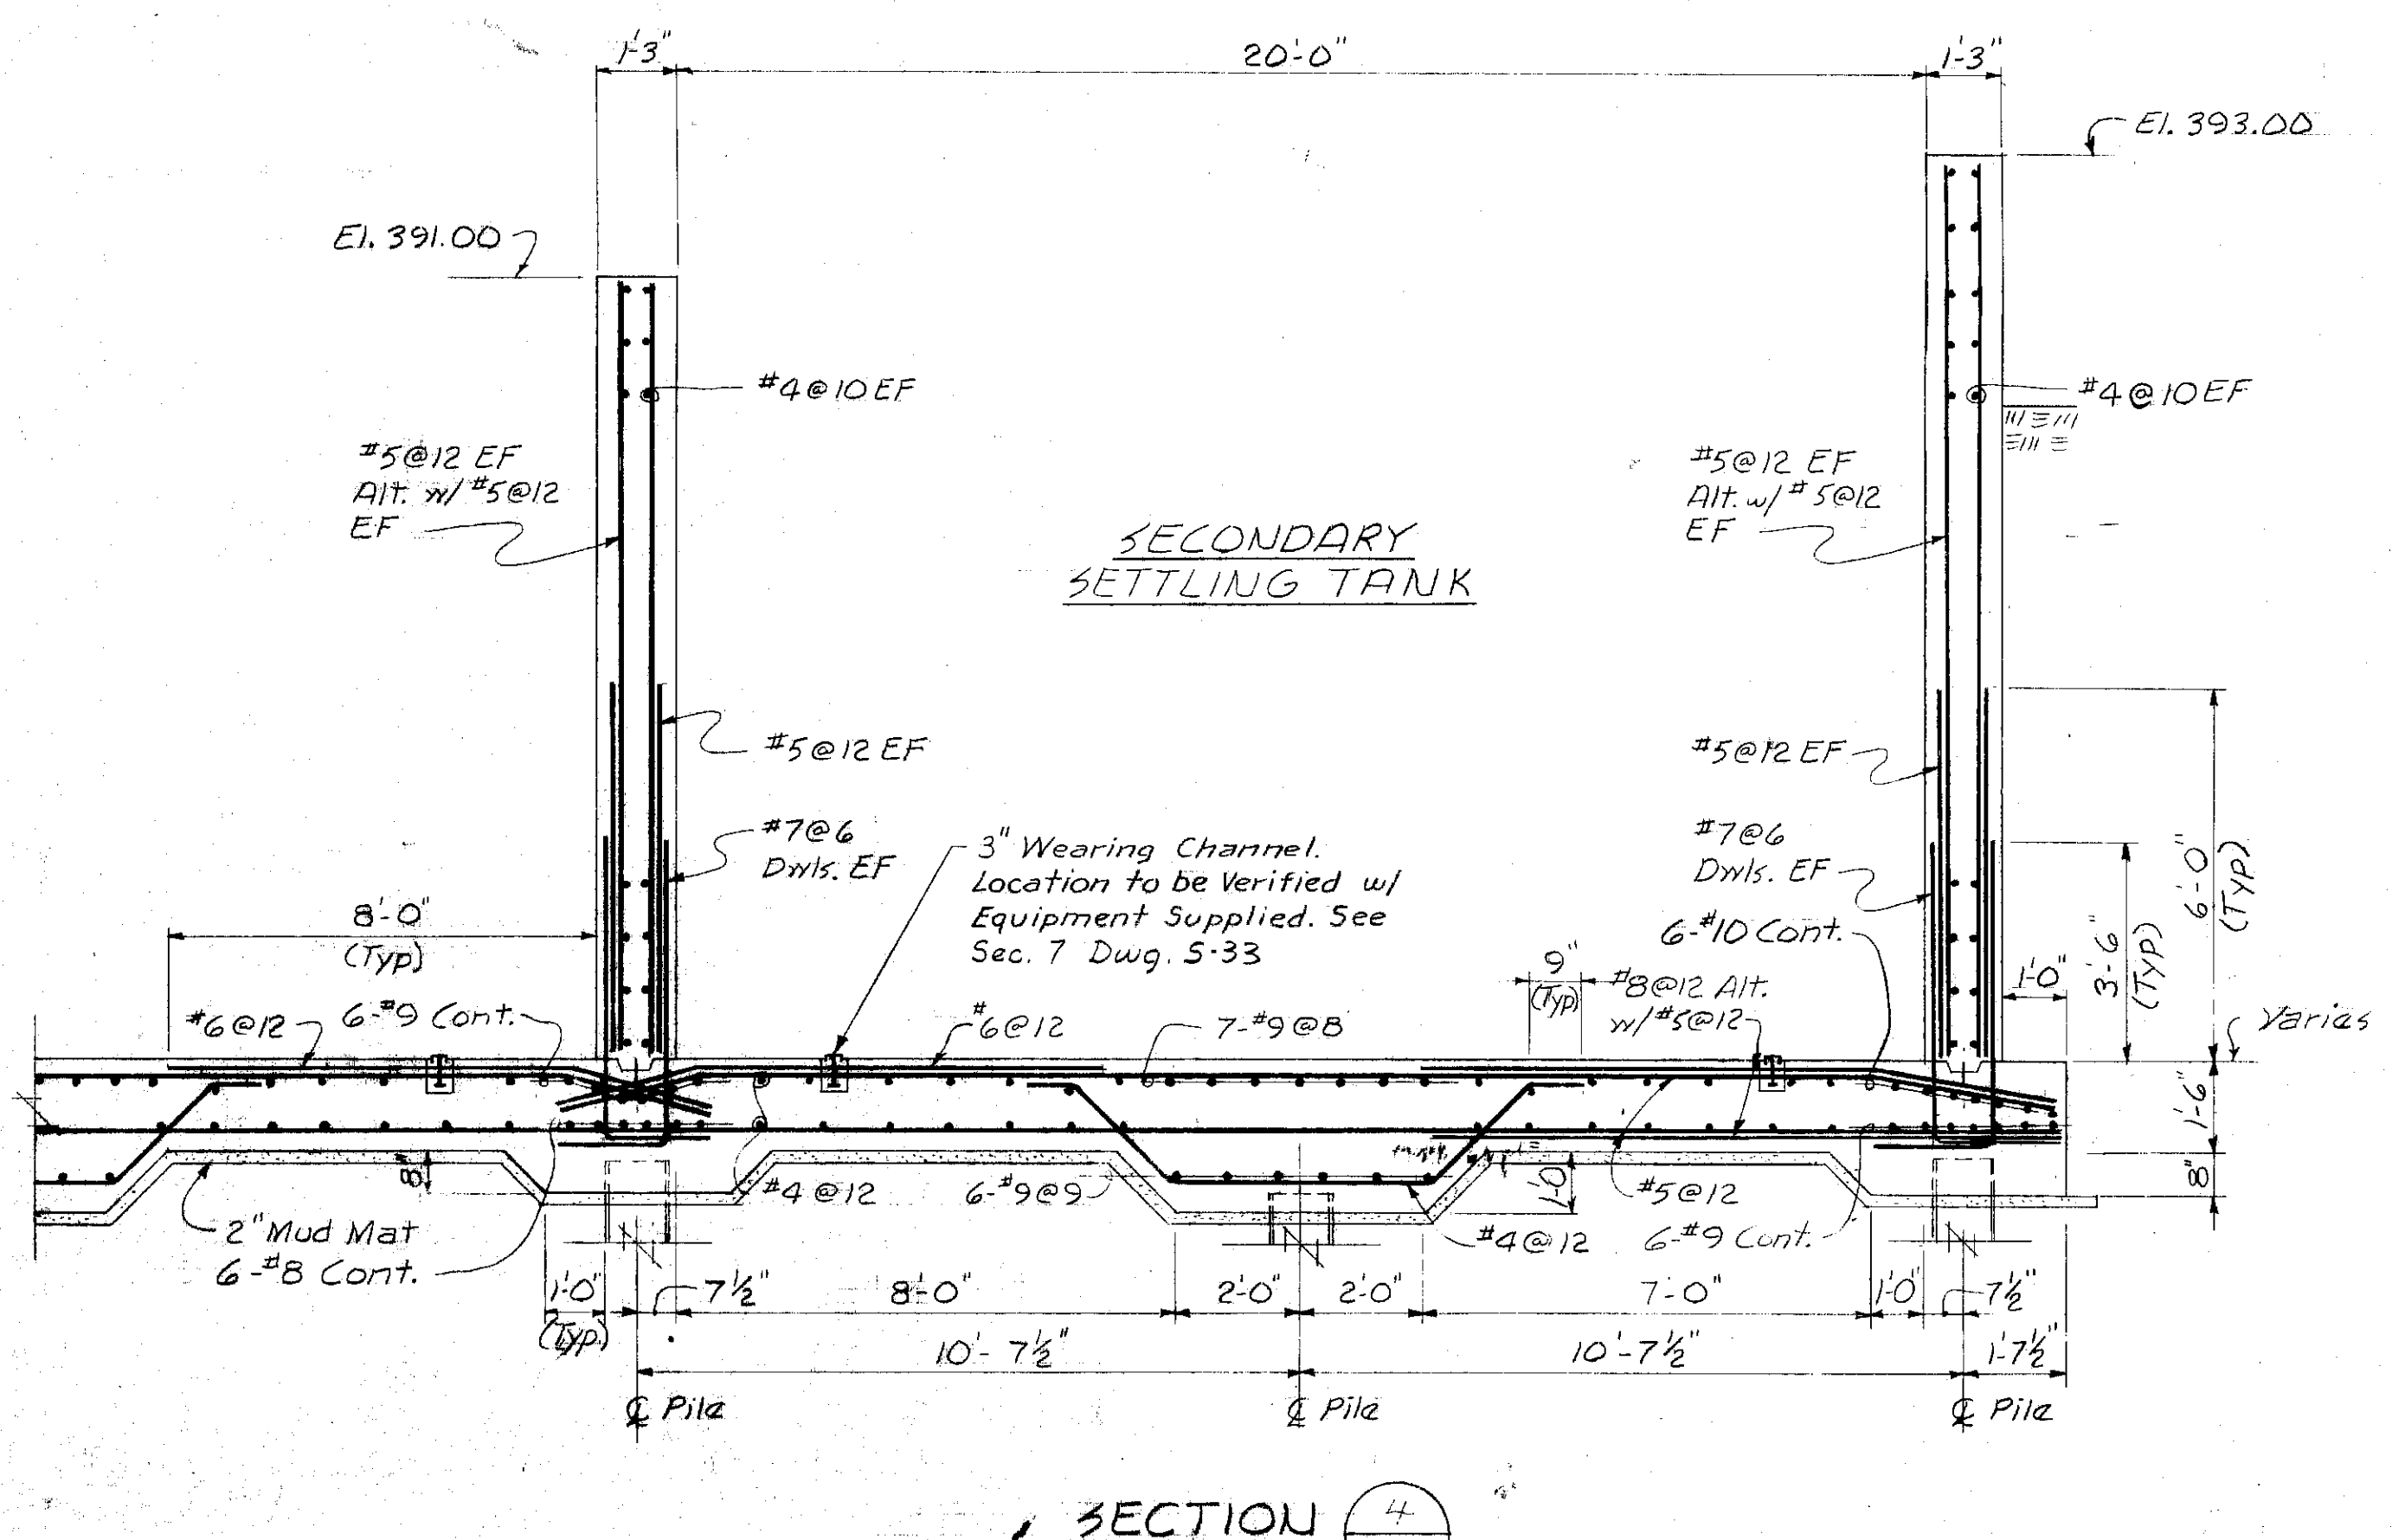 1'-3"
20'-0"
1'-3"
El. 393.00
El. 391.00
#4@10 EF
#4@10 EF
#5@12 EF
Alt. w/ #5@12
EF
#5@12 EF
Alt. w/ #5@12
EF
SECONDARY
SETTLING TANK
#5@12 EF
#5@12 EF
#7@6
Dwls. EF
3" Wearing Channel.
Location to be Verified w/
Equipment Supplied. See
Sec. 7 Dwg. S-33
#7@6
Dwls. EF
6'-0"
(Typ)
3'-6"
(Typ)
8'-0"
(Typ)
6-#10 Cont.
9"
(Typ)
#8@12 Alt.
w/#5@12
1'-0"
#6@12
6-#9 Cont.
#6@12
7-#9@8
Varies
1'-6"
8"
8"
#4@12
6-#9@9
1'-0"
#5@12
2" Mud Mat
6-#8 Cont.
#4@12
6-#9 Cont.
1'-0"
(Typ.)
7½"
8'-0"
2'-0"
2'-0"
7'-0"
1'-0"
7½"
10'-7½"
10'-7½"
1'-7½"
℄ Pile
℄ Pile
℄ Pile
SECTION 4